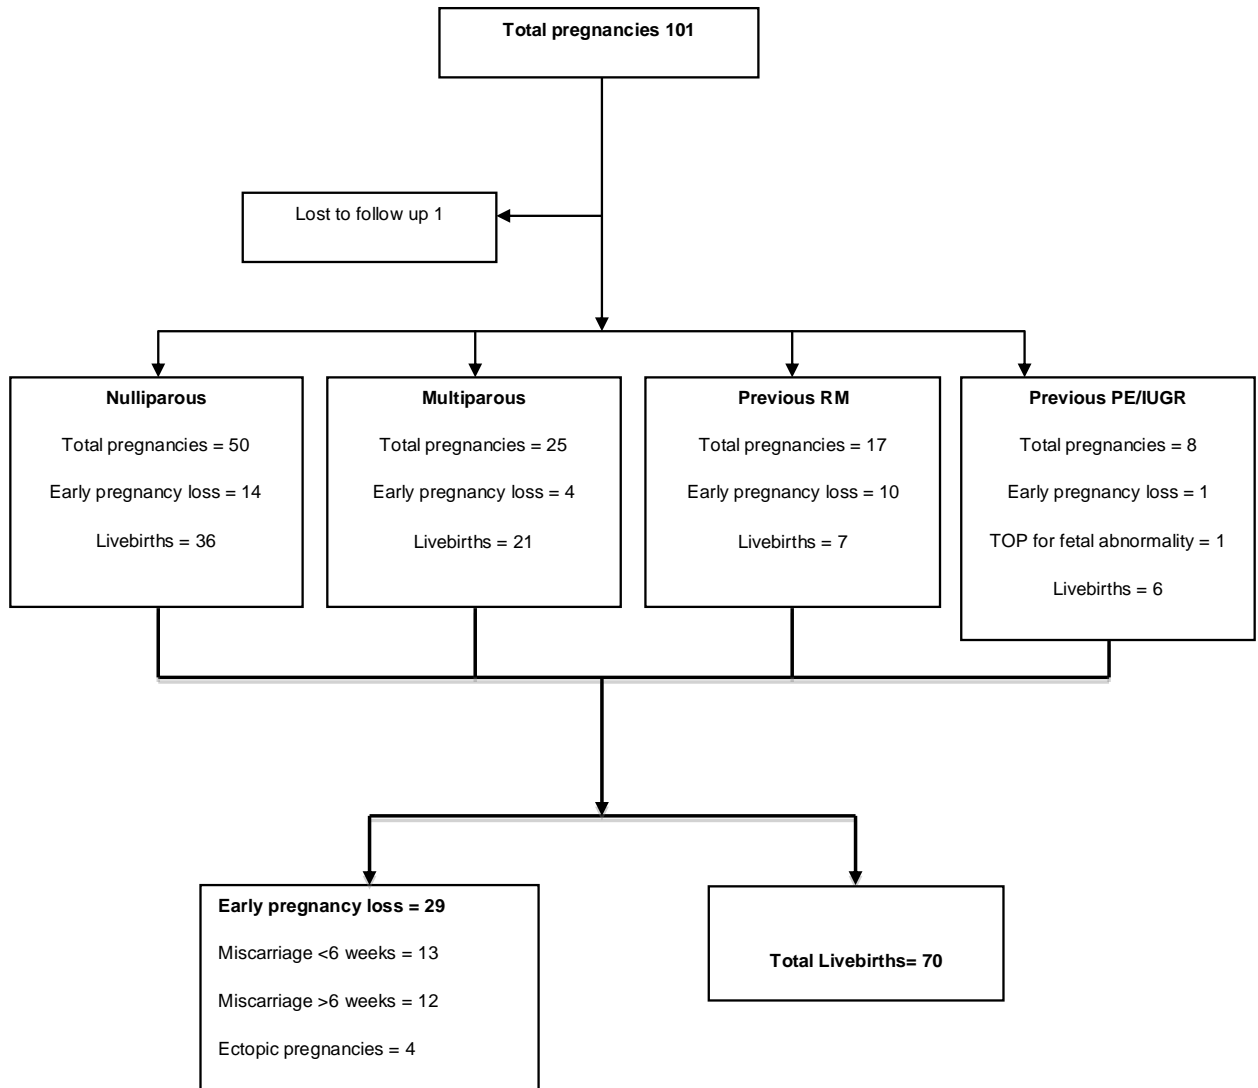 Total pregnancies 101
Lost to follow up 1
Nulliparous
Total pregnancies = 50
Early pregnancy loss = 14
Livebirths = 36
Multiparous
Total pregnancies = 25
Early pregnancy loss = 4
Livebirths = 21
Previous RM
Total pregnancies = 17
Early pregnancy loss = 10
Livebirths = 7
Previous PE/IUGR
Total pregnancies = 8
Early pregnancy loss = 1
TOP for fetal abnormality = 1
Livebirths = 6
Early pregnancy loss = 29
Miscarriage <6 weeks = 13
Miscarriage >6 weeks = 12
Ectopic pregnancies = 4
Total Livebirths= 70